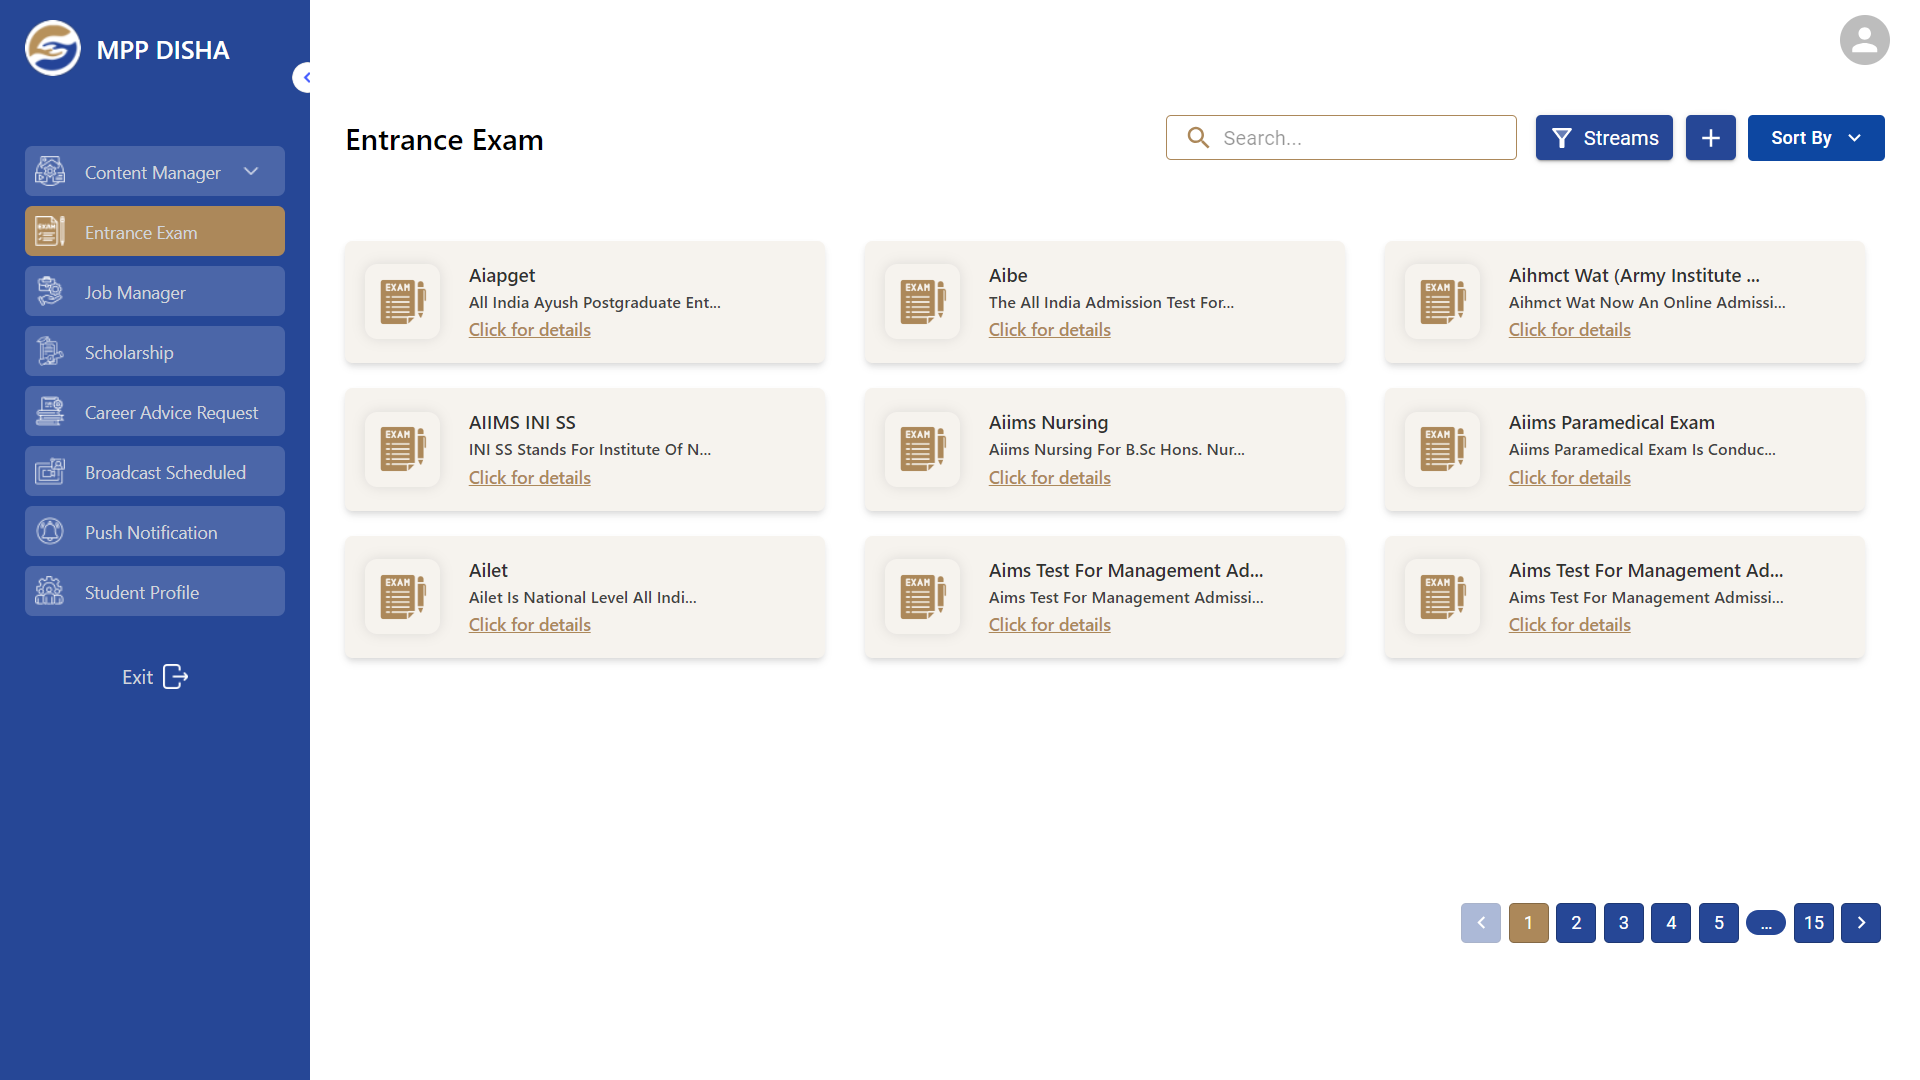 MPP DISHA
Content Manager
Entrance Exam
Job Manager
Scholarship
Career Advice Request
Broadcast Scheduled
Push Notification
Student Profile
Exit
Entrance Exam
Search...
Streams
Sort By
EXAM
Aiapget
All India Ayush Postgraduate Ent...
Click for details
EXAM
Aibe
The All India Admission Test For...
Click for details
EXAM
Aihmct Wat (Army Institute ...
Aihmct Wat Now An Online Admissi...
Click for details
EXAM
AIIMS INI SS
INI SS Stands For Institute Of N...
Click for details
EXAM
Aiims Nursing
Aiims Nursing For B.Sc Hons. Nur...
Click for details
EXAM
Aiims Paramedical Exam
Aiims Paramedical Exam Is Conduc...
Click for details
EXAM
Ailet
Ailet Is National Level All Indi...
Click for details
EXAM
Aims Test For Management Ad...
Aims Test For Management Admissi...
Click for details
EXAM
Aims Test For Management Ad...
Aims Test For Management Admissi...
Click for details
1 2 3 4 5 ... 15